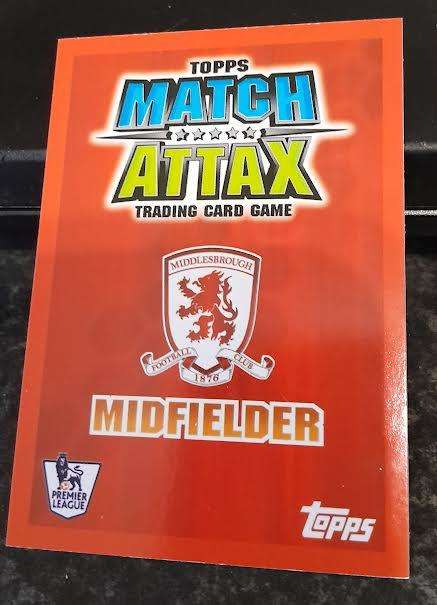 TOPPS
MATCH
ATTAX
TRADING CARD GAME
MIDDLESBROUGH
FOOTBALL CLUB
1876
MIDFIELDER
PREMIER
LEAGUE
topps